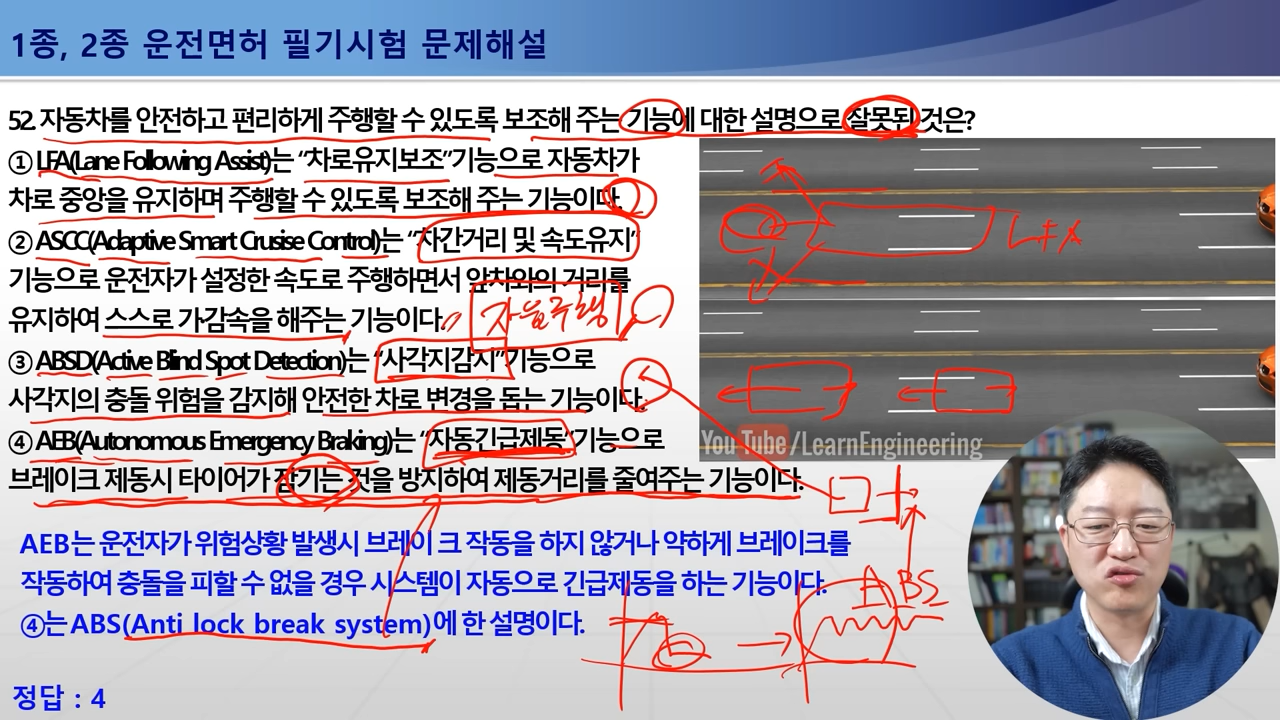 1종, 2종 운전면허 필기시험 문제해설
52. 자동차를 안전하고 편리하게 주행할 수 있도록 보조해 주는 기능에 대한 설명으로 잘못된 것은?
① LFA(Lane Following Assist)는 “차로유지보조”기능으로 자동차가
차로 중앙을 유지하며 주행할 수 있도록 보조해 주는 기능이다.
② ASCC(Adaptive Smart Crusise Control)는 “차간거리 및 속도유지”
기능으로 운전자가 설정한 속도로 주행하면서 앞차와의 거리를
유지하여 스스로 가·감속을 해주는 기능이다.
자율주행
③ ABSD(Active Blind Spot Detection)는 “사각지감지”기능으로
사각지의 충돌 위험을 감지해 안전한 차로 변경을 돕는 기능이다.
④ AEB(Autonomous Emergency Braking)는 “자동긴급제동”기능으로
브레이크 제동시 타이어가 잠기는 것을 방지하여 제동거리를 줄여주는 기능이다.
LFA
You Tube /LearnEngineering
AEB는 운전자가 위험상황 발생시 브레이 크 작동을 하지 않거나 약하게 브레이크를
작동하여 충돌을 피할 수 없을 경우 시스템이 자동으로 긴급제동을 하는 기능이다.
④는 ABS(Anti lock break system)에 한 설명이다.
ABS
정답 : 4